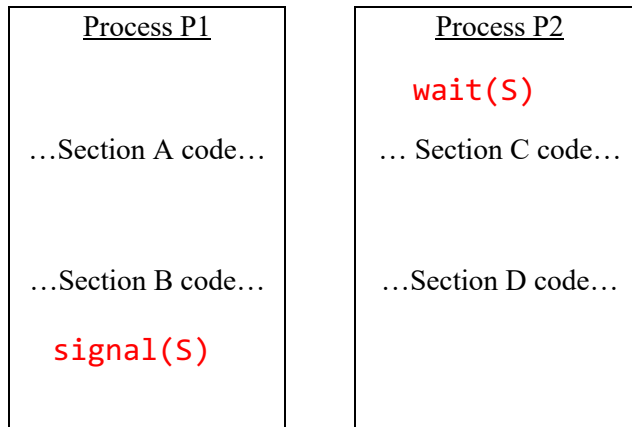 Process P1
…Section A code…
…Section B code…
signal(S)
Process P2
wait(S)
… Section C code…
…Section D code…